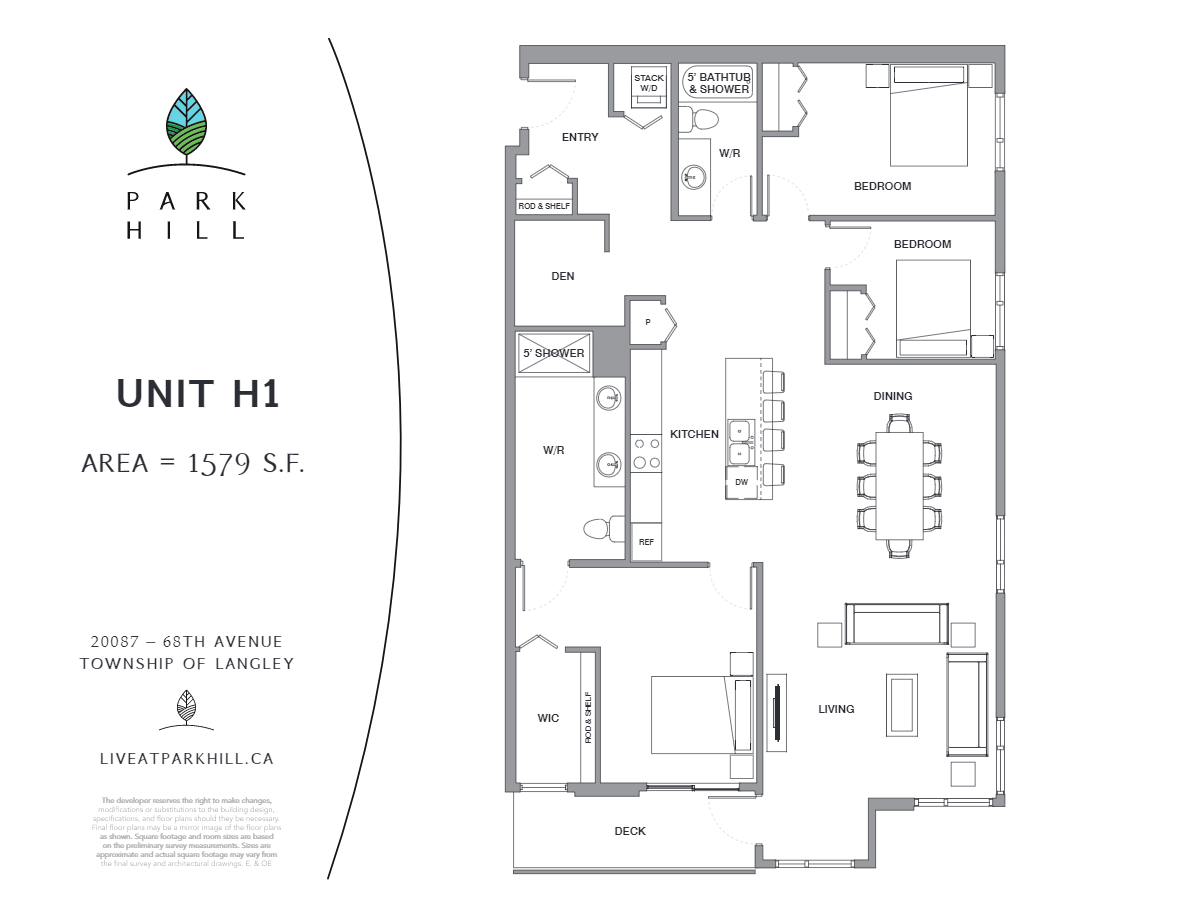 PARK
HILL
UNIT H1
AREA = 1579 S.F.
20087 – 68TH AVENUE
TOWNSHIP OF LANGLEY
LIVEATPARKHILL.CA
The developer reserves the right to make changes,
modifications or substitutions to the building design,
specifications, and floor plans should they be necessary.
Final floor plans may be a mirror image of the floor plans
as shown. Square footage and room sizes are based
on the preliminary survey measurements. Sizes are
approximate and actual square footage may vary from
the final survey and architectural drawings. E. & OE
STACK
W/D
5' BATHTUB
& SHOWER
ENTRY
W/R
BEDROOM
ROD & SHELF
BEDROOM
DEN
P
5' SHOWER
DINING
KITCHEN
W/R
DW
REF
WIC
ROD & SHELF
LIVING
DECK